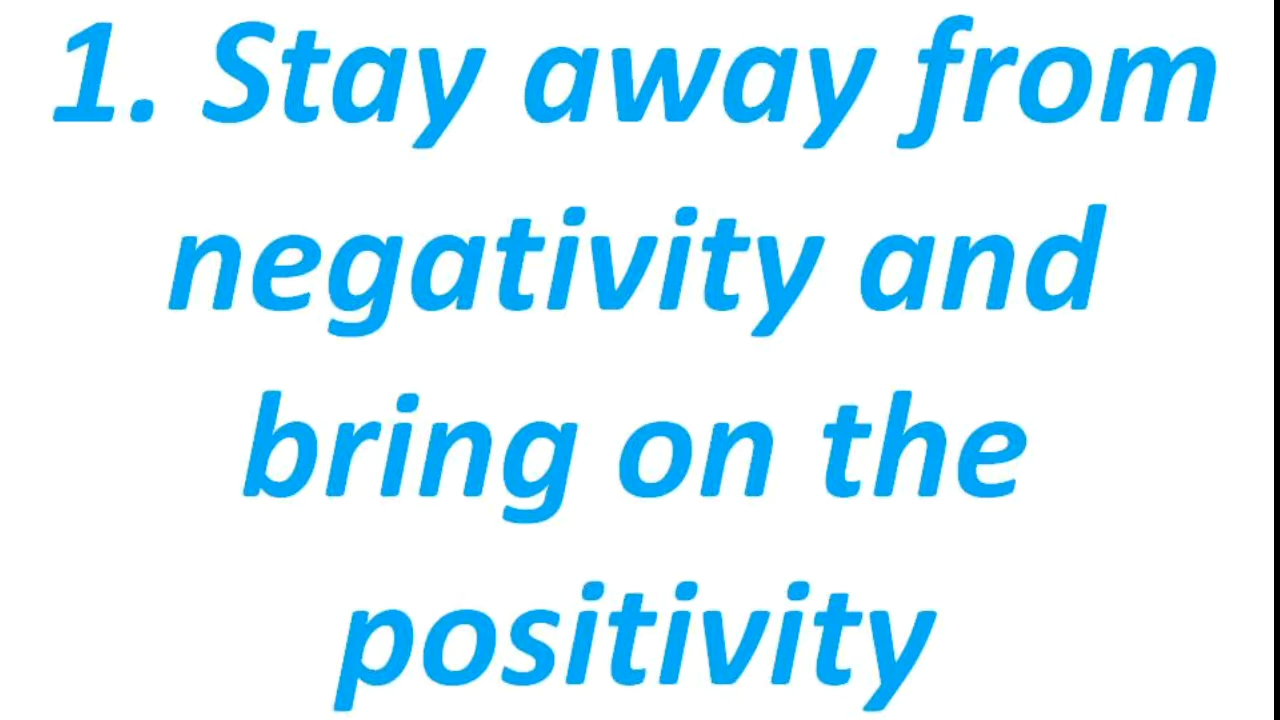 1. Stay away from
negativity and
bring on the
positivity